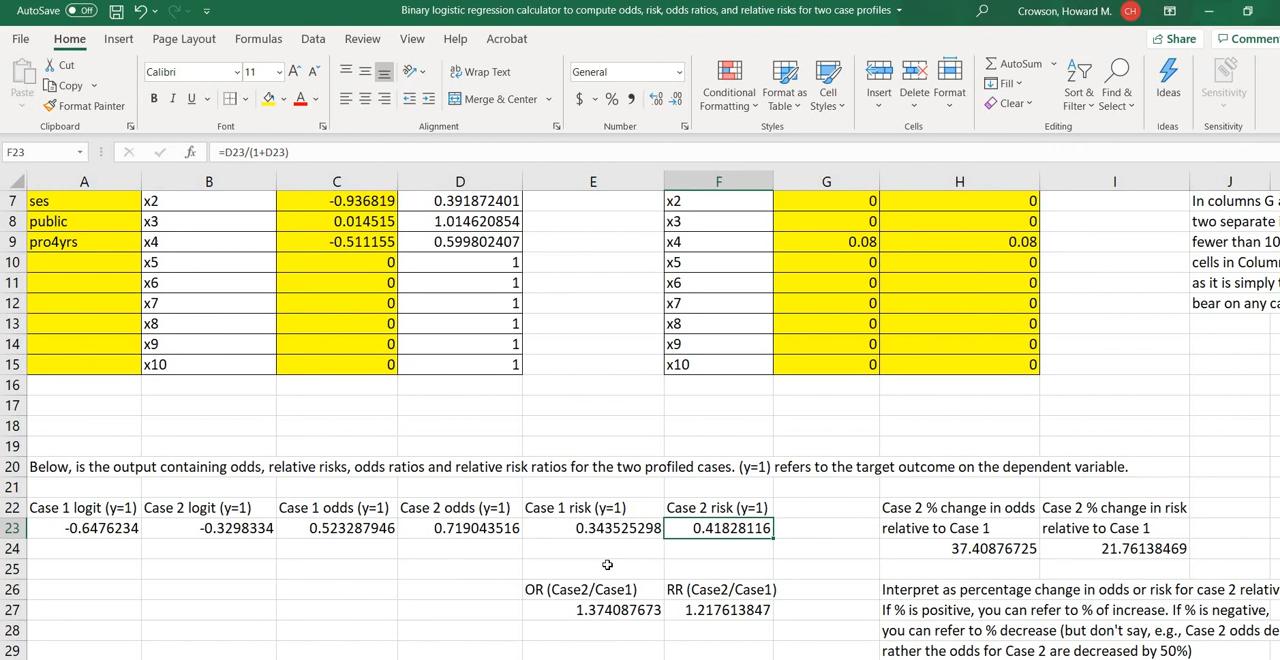 AutoSave Off Binary logistic regression calculator to compute odds, risk, odds ratios, and relative risks for two case profiles Crowson, Howard M. CH
File Home Insert Page Layout Formulas Data Review View Help Acrobat Share
Paste Cut Copy Format Painter Clipboard
Calibri 11 B I U A Font
Wrap Text Merge & Center Alignment
General $ % Number
Conditional Formatting Format as Table Cell Styles Styles
Insert Delete Format Cells
AutoSum Fill Clear Sort & Filter Find & Select Editing
Ideas Ideas
Sensitivity Sensitivity
F23 fx =D23/(1+D23)
A B C D E F G H I J
7 ses x2 -0.936819 0.391872401 x2 0 0 In columns G
8 public x3 0.014515 1.014620854 x3 0 0 two separate
9 pro4yrs x4 -0.511155 0.599802407 x4 0.08 0.08 fewer than 10
10 x5 0 1 x5 0 0
11 x6 0 1 x6 0 0 as it is simply
12 x7 0 1 x7 0 0
13 x8 0 1 x8 0 0
14 x9 0 1 x9 0 0
15 x10 0 1 x10 0 0
16
17
18
19
20 Below, is the output containing odds, relative risks, odds ratios and relative risk ratios for the two profiled cases. (y=1) refers to the target outcome on the dependent variable.
21
22 Case 1 logit (y=1) Case 2 logit (y=1) Case 1 odds (y=1) Case 2 odds (y=1) Case 1 risk (y=1) Case 2 risk (y=1) Case 2 % change in odds Case 2 % change in risk
23 -0.6476234 -0.3298334 0.523287946 0.719043516 0.343525298 0.41828116 relative to Case 1 relative to Case 1
24 37.40876725 21.76138469
25
26 OR (Case2/Case1) RR (Case2/Case1) Interpret as percentage change in odds or risk for case 2
27 1.374087673 1.217613847 If % is positive, you can refer to % of increase. If % is negative,
28 you can refer to % decrease (but don't say, e.g., Case 2 odds
29 rather the odds for Case 2 are decreased by 50%)